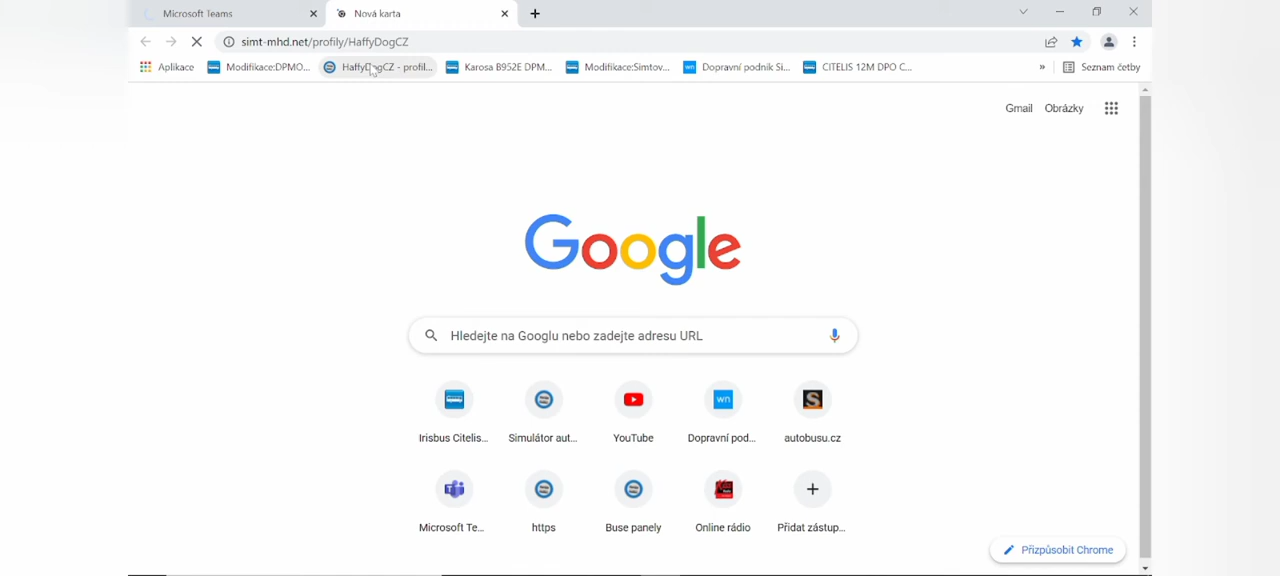 Microsoft Teams
Nová karta
simt-mhd.net/profily/HaffyDogCZ
Aplikace
Modifikace:DPMO...
HaffyDogCZ - profil...
Karosa B952E DPM...
Modifikace:Simtov...
Dopravní podnik Si...
CITELIS 12M DPO C...
»
Seznam četby
Gmail Obrázky
Google
Hledejte na Googlu nebo zadejte adresu URL
wn
S
Irisbus Citelis...
Simulátor aut...
YouTube
Dopravní pod...
autobusu.cz
Microsoft Te...
https
Buse panely
Online rádio
Přidat zástup...
Přizpůsobit Chrome